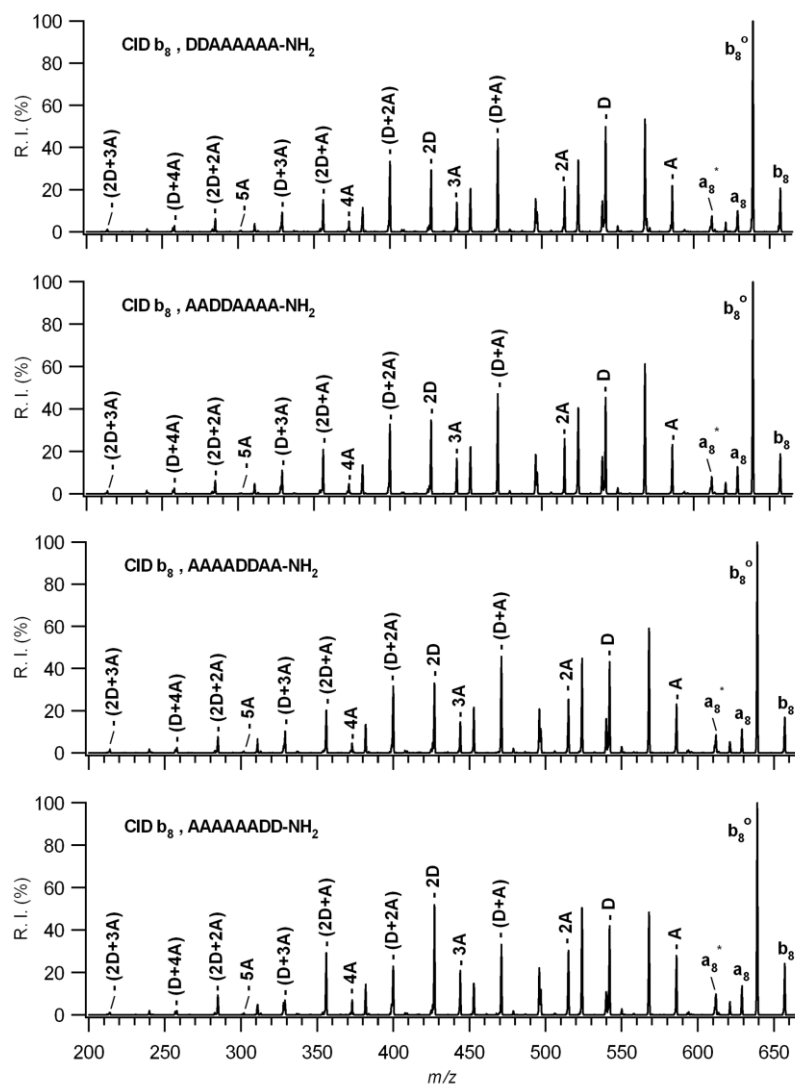 CID b8 , DDAAAAAA-NH2
R. I. (%)
100
80
60
40
20
0
(2D+3A)
(D+4A)
(2D+2A)
5A
(D+3A)
(2D+A)
4A
(D+2A)
2D
3A
(D+A)
2A
D
A
a8*
a8
b8o
b8
CID b8 , AADDAAAA-NH2
R. I. (%)
100
80
60
40
20
0
(2D+3A)
(D+4A)
(2D+2A)
5A
(D+3A)
(2D+A)
4A
(D+2A)
2D
3A
(D+A)
2A
D
A
a8*
a8
b8o
b8
CID b8 , AAAADDAA-NH2
R. I. (%)
100
80
60
40
20
0
(2D+3A)
(D+4A)
(2D+2A)
5A
(D+3A)
(2D+A)
4A
(D+2A)
2D
3A
(D+A)
2A
D
A
a8*
a8
b8o
b8
CID b8 , AAAAAADD-NH2
R. I. (%)
100
80
60
40
20
0
(2D+3A)
(D+4A)
(2D+2A)
5A
(D+3A)
(2D+A)
4A
(D+2A)
2D
3A
(D+A)
2A
D
A
a8*
a8
b8o
b8
200 250 300 350 400 450 500 550 600 650
m/z